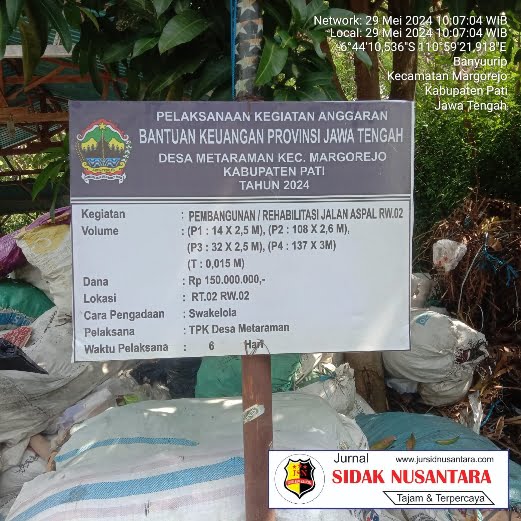 Network: 29 Mei 2024 10:07:04 WIB
Local: 29 Mei 2024 10:07:04 WIB
-6°44'10,536"S 110°59'21,918"E
Banyuurip
Kecamatan Margorejo
Kabupaten Pati
Jawa Tengah
PELAKSANAAN KEGIATAN ANGGARAN
BANTUAN KEUANGAN PROVINSI JAWA TENGAH
DESA METARAMAN KEC. MARGOREJO
KABUPATEN PATI
TAHUN 2024
Kegiatan : PEMBANGUNAN / REHABILITASI JALAN ASPAL RW.02
Volume : (P1 : 14 X 2,5 M), (P2 : 108 X 2,6 M),
(P3 : 32 X 2,5 M), (P4 : 137 X 3M)
(T : 0,015 M)
Dana : Rp 150.000.000,-
Lokasi : RT.02 RW.02
Cara Pengadaan : Swakelola
Pelaksana : TPK Desa Metaraman
Waktu Pelaksana : 6 Hari
Jurnal www.jursidnusantara.com
SIDAK NUSANTARA
Tajam & Terpercaya